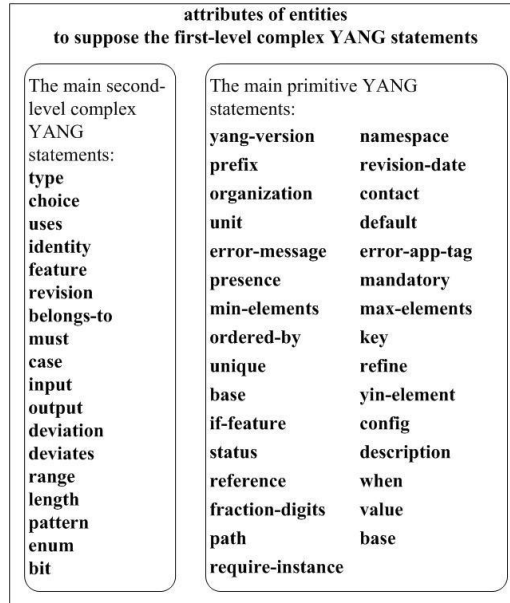 attributes of entities
to suppose the first-level complex YANG statements
The main second-
level complex
YANG
statements:
type
choice
uses
identity
feature
revision
belongs-to
must
case
input
output
deviation
deviates
range
length
pattern
enum
bit
The main primitive YANG
statements:
yang-version namespace
prefix revision-date
organization contact
unit default
error-message error-app-tag
presence mandatory
min-elements max-elements
ordered-by key
unique refine
base yin-element
if-feature config
status description
reference when
fraction-digits value
path base
require-instance